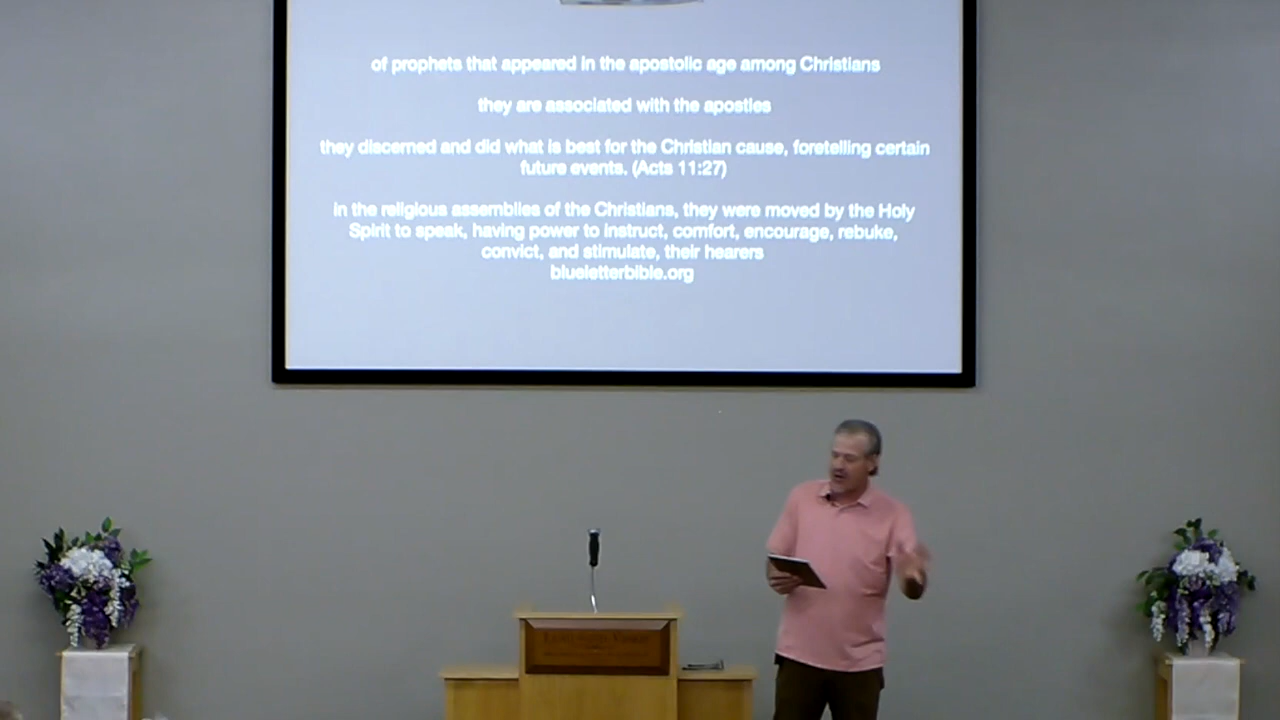 of prophets that appeared in the apostolic age among Christians
they are associated with the apostles
they discerned and did what is best for the Christian cause, foretelling certain
future events. (Acts 11:27)
in the religious assemblies of the Christians, they were moved by the Holy
Spirit to speak, having power to instruct, comfort, encourage, rebuke,
convict, and stimulate, their hearers
blueletterbible.org